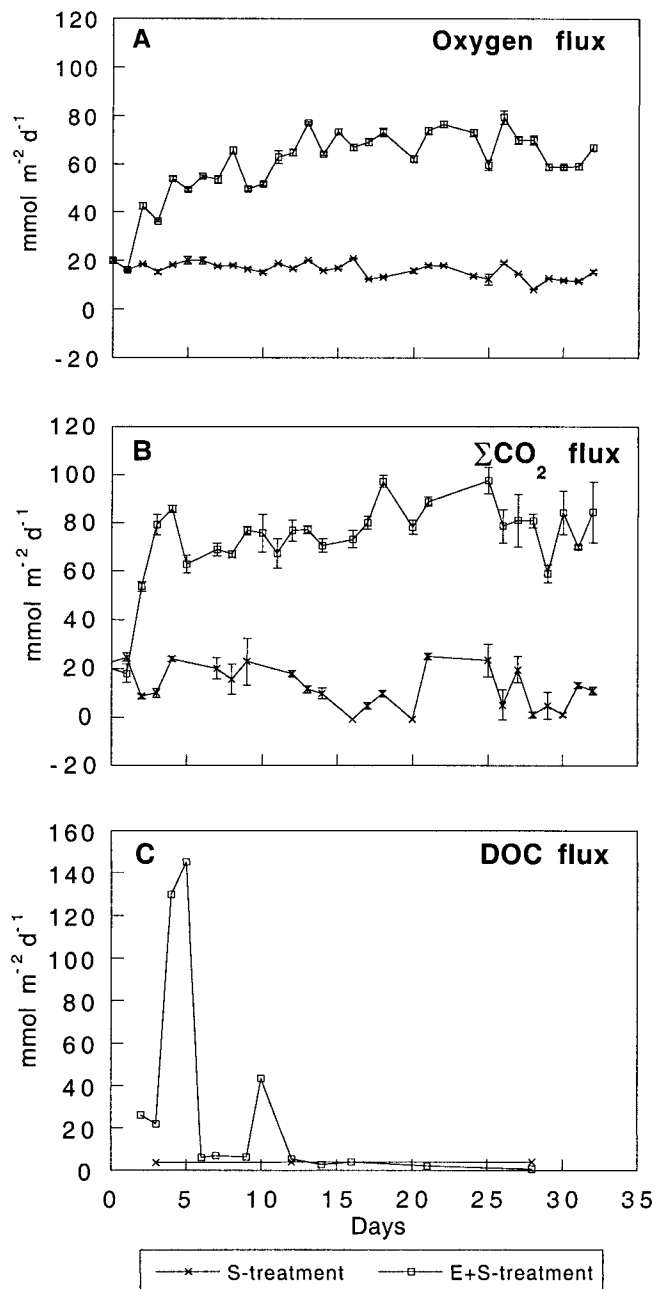 A Oxygen flux
120
100
80
60
40
20
0
-20
mmol m-2 d-1
B ΣCO2 flux
120
100
80
60
40
20
0
-20
mmol m-2 d-1
C DOC flux
160
140
120
100
80
60
40
20
0
mmol m-2 d-1
0 5 10 15 20 25 30 35
Days
S-treatment E+S-treatment